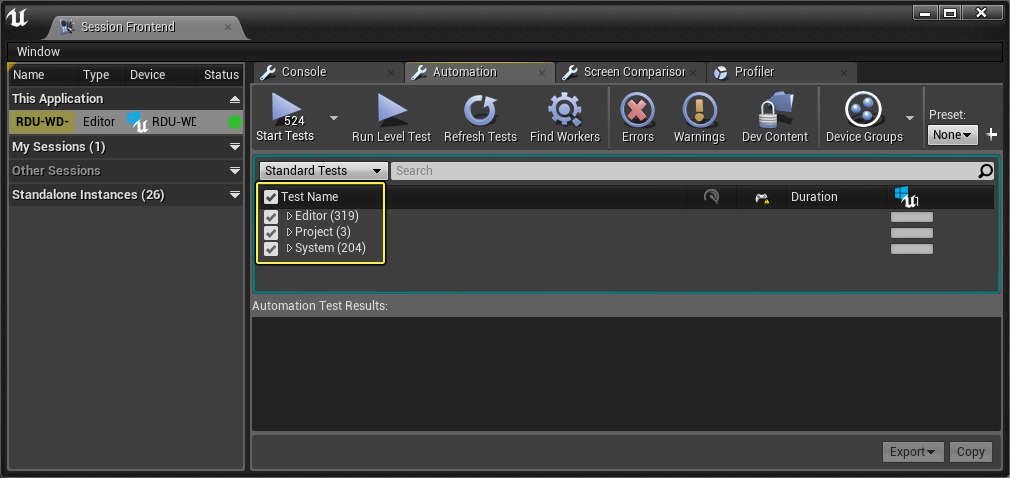 Session Frontend
Window
Name Type Device Status
This Application
RDU-WD- Editor RDU-WD
My Sessions (1)
Other Sessions
Standalone Instances (26)
Console Automation Screen Comparison Profiler
524
Start Tests Run Level Test Refresh Tests Find Workers Errors Warnings Dev Content Device Groups
Preset:
None
Standard Tests Search
Test Name Duration
Editor (319)
Project (3)
System (204)
Automation Test Results:
Export Copy